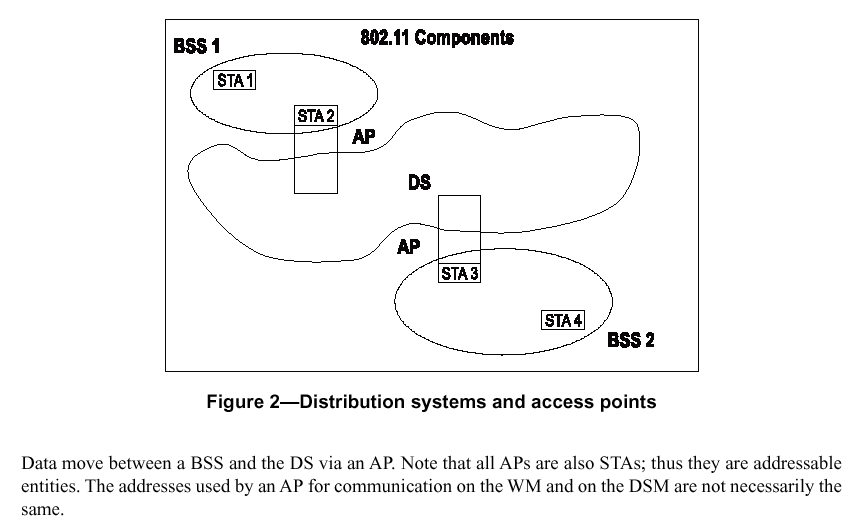 802.11 Components
BSS 1
STA 1
STA 2
AP
DS
AP
STA 3
STA 4
BSS 2
Figure 2—Distribution systems and access points
Data move between a BSS and the DS via an AP. Note that all APs are also STAs; thus they are addressable
entities. The addresses used by an AP for communication on the WM and on the DSM are not necessarily the
same.